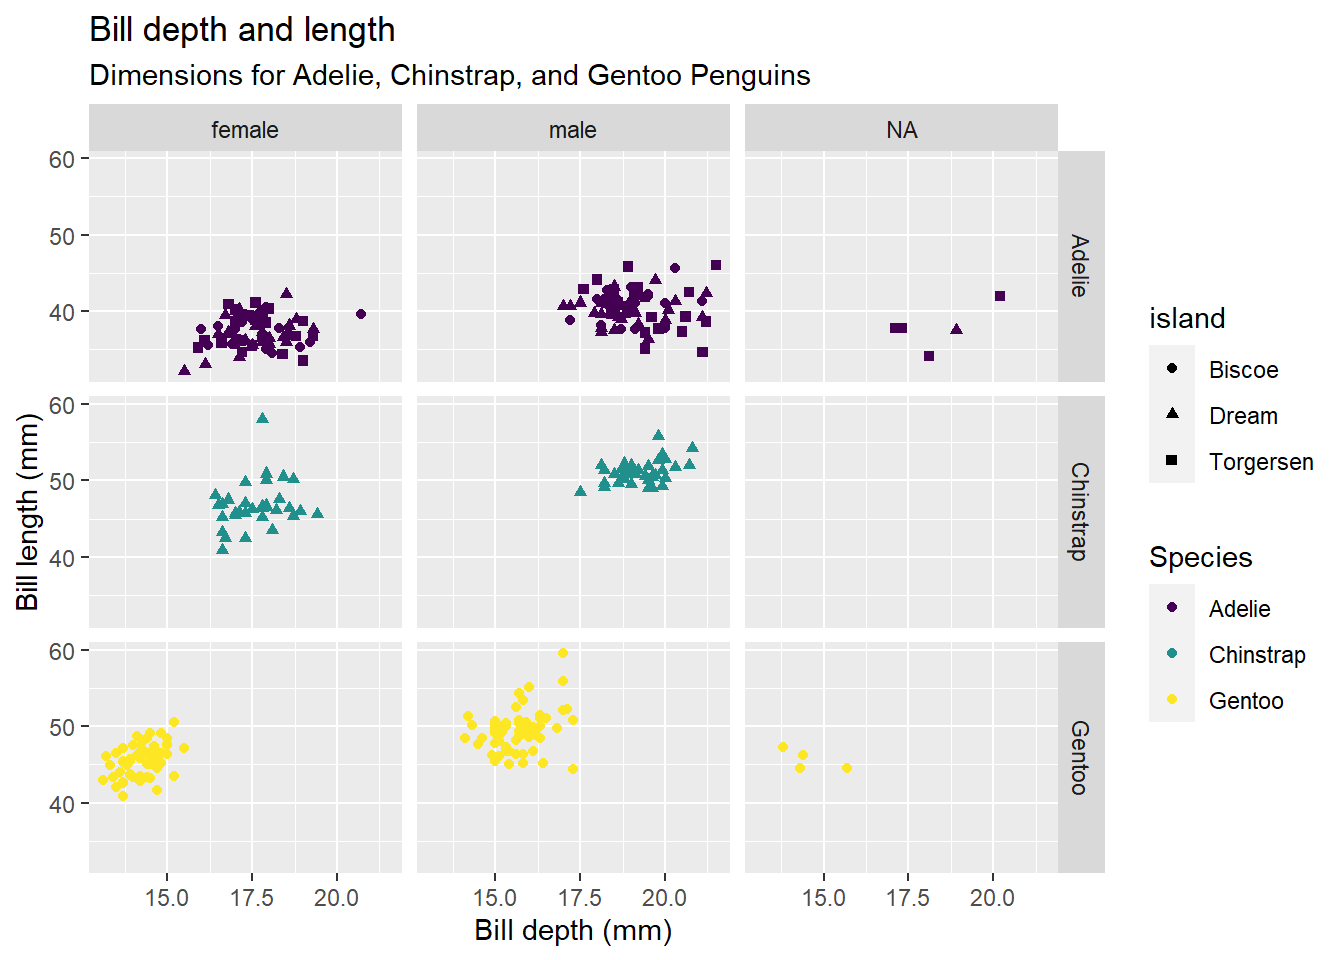 Bill depth and length
Dimensions for Adelie, Chinstrap, and Gentoo Penguins
female
male
NA
60
50
40
Adelie
60
50
40
Chinstrap
60
50
40
Gentoo
15.0 17.5 20.0
15.0 17.5 20.0
15.0 17.5 20.0
Bill depth (mm)
Bill length (mm)
island
Biscoe
Dream
Torgersen
Species
Adelie
Chinstrap
Gentoo